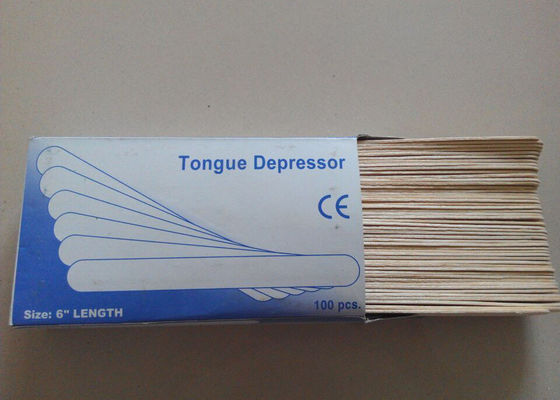 Tongue Depressor
CE
100 pcs.
Size: 6" LENGTH